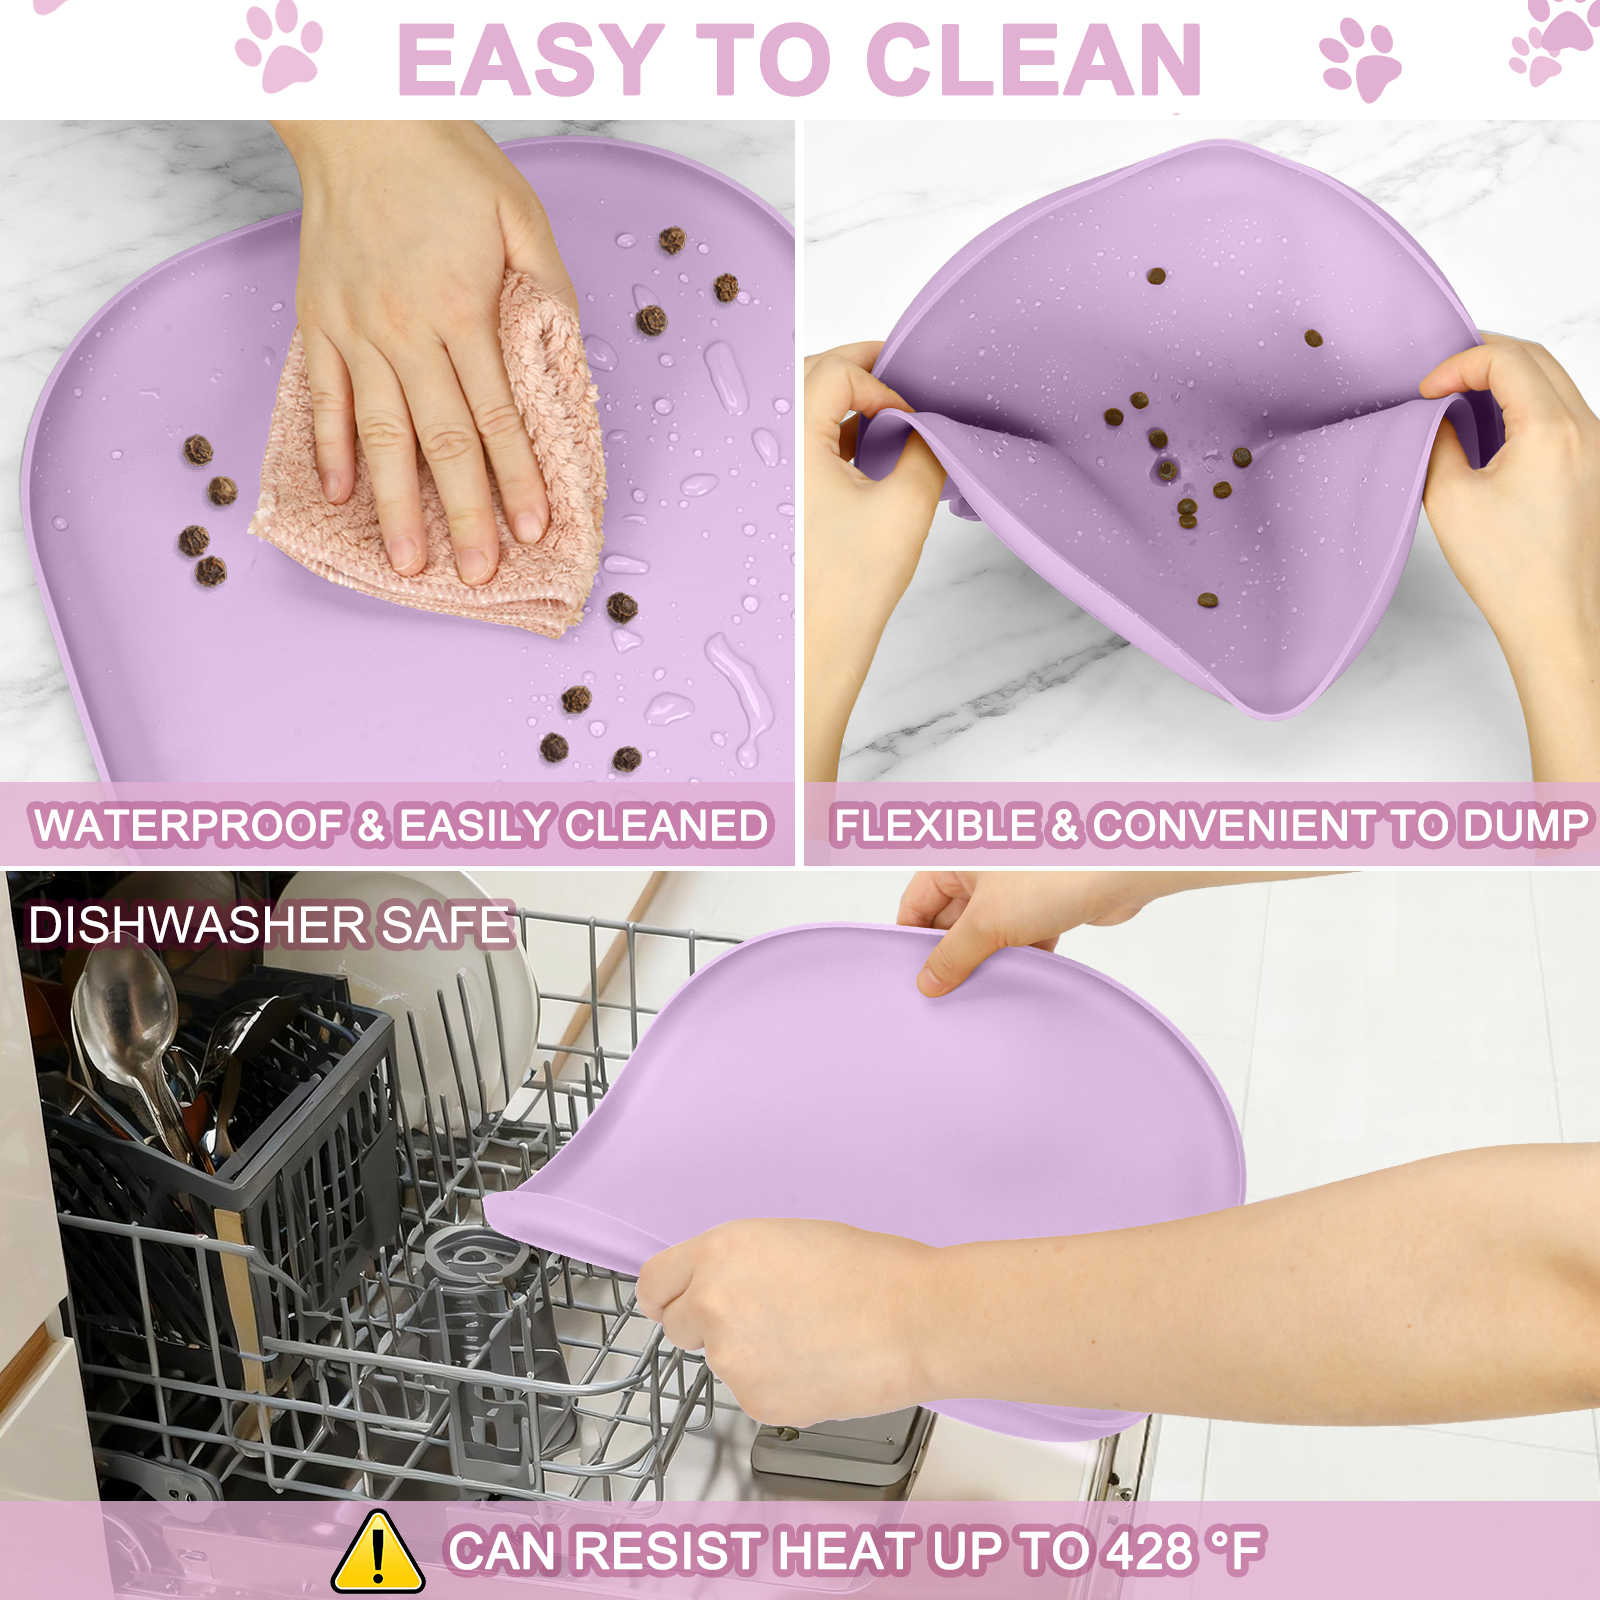 EASY TO CLEAN
WATERPROOF & EASILY CLEANED
FLEXIBLE & CONVENIENT TO DUMP
DISHWASHER SAFE
CAN RESIST HEAT UP TO 428 °F